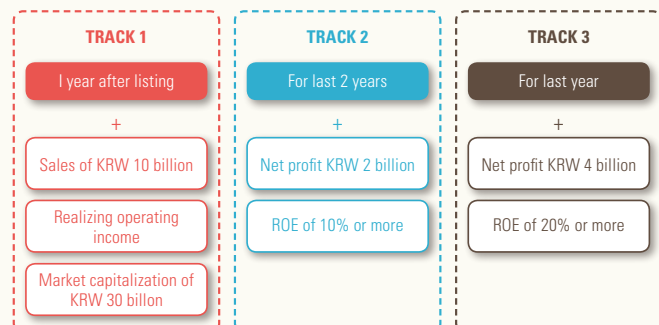 TRACK 1
I year after listing
+
Sales of KRW 10 billion
Realizing operating
income
Market capitalization of
KRW 30 billon
TRACK 2
For last 2 years
+
Net profit KRW 2 billion
ROE of 10% or more
TRACK 3
For last year
+
Net profit KRW 4 billion
ROE of 20% or more